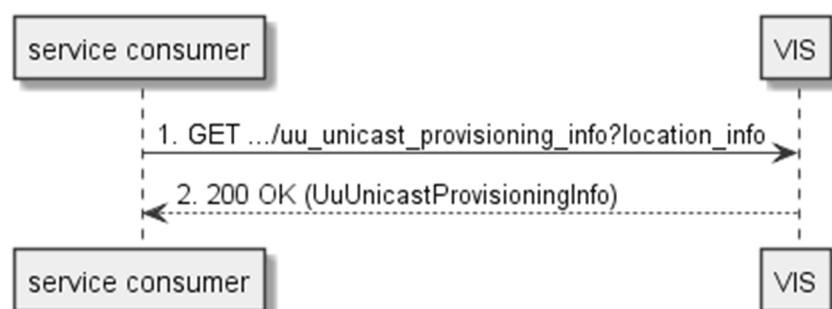 service consumer
VIS
1. GET .../uu_unicast_provisioning_info?location_info
2. 200 OK (UuUnicastProvisioningInfo)
service consumer
VIS